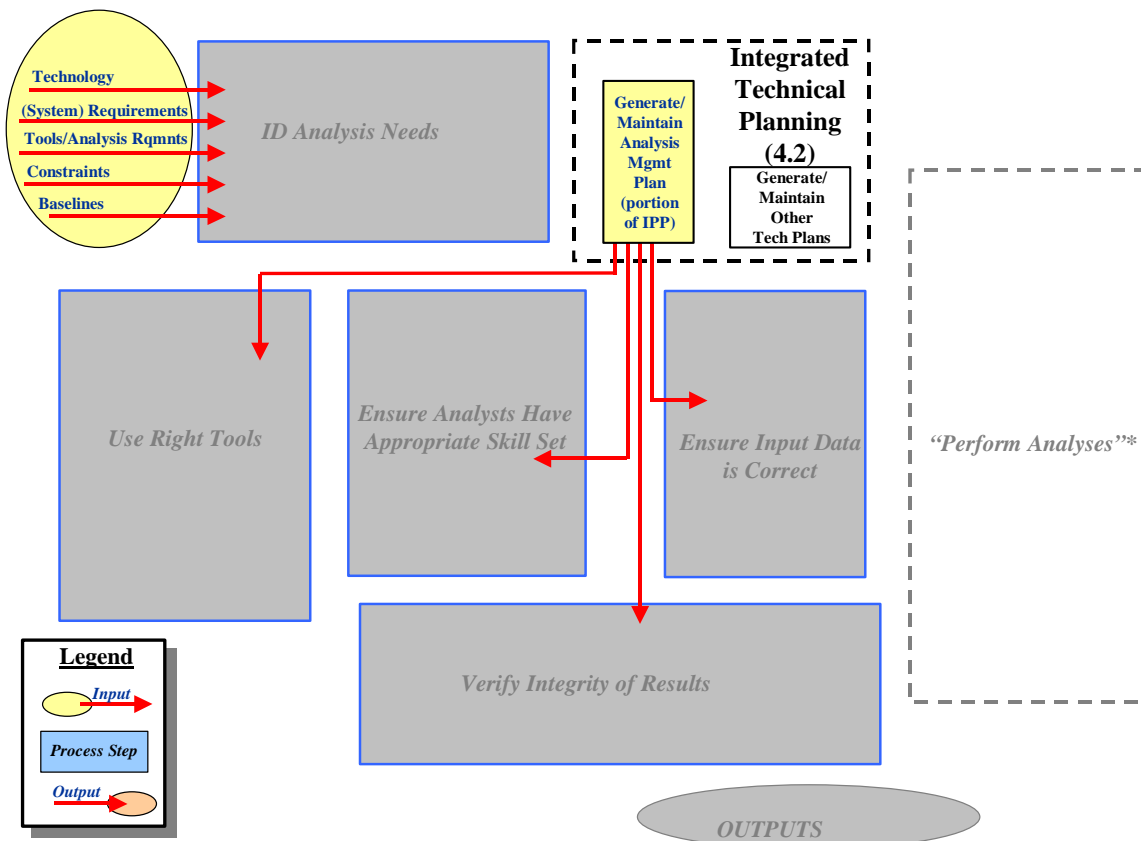 Technology
(System) Requirements
Tools/Analysis Rqmnts
Constraints
Baselines
ID Analysis Needs
Generate/
Maintain
Analysis
Mgmt
Plan
(portion
of IPP)
Integrated
Technical
Planning
(4.2)
Generate/
Maintain
Other
Tech Plans
Use Right Tools
Ensure Analysts Have
Appropriate Skill Set
Ensure Input Data
is Correct
“Perform Analyses”*
Verify Integrity of Results
Legend
Input
Process Step
Output
OUTPUTS